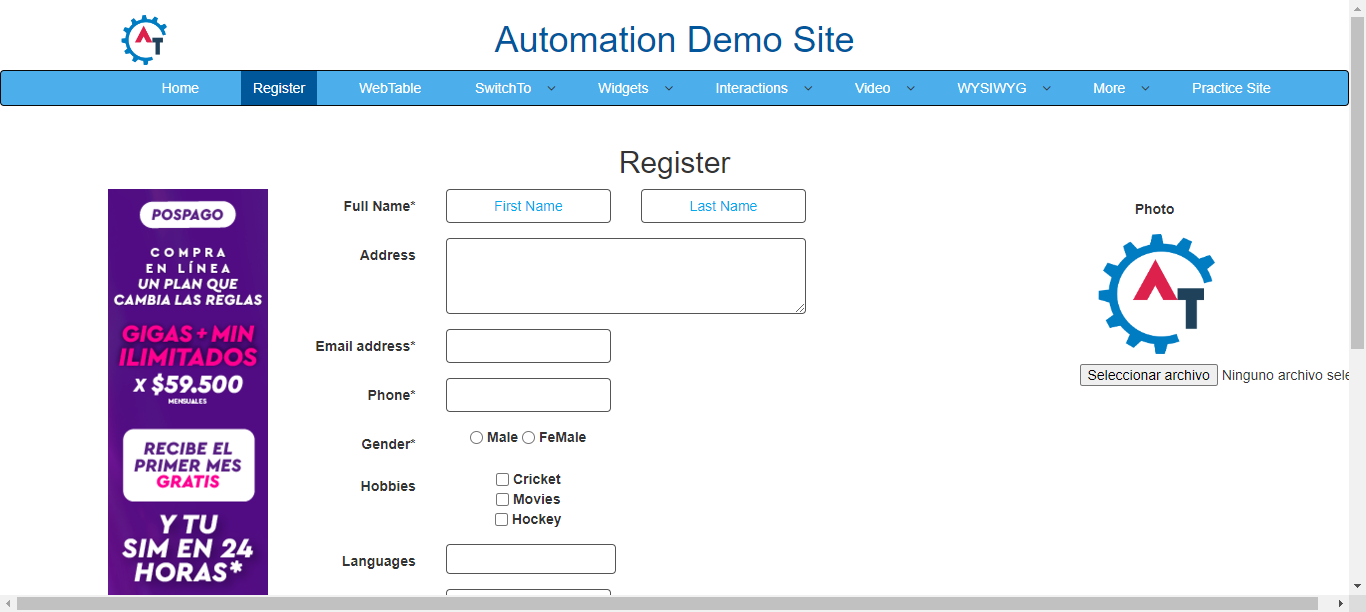 AT
Automation Demo Site
Home Register WebTable SwitchTo Widgets Interactions Video WYSIWYG More Practice Site
Register
POSPAGO
COMPRA
EN LÍNEA
UN PLAN QUE
CAMBIA LAS REGLAS
GIGAS + MIN
ILIMITADOS
X $59.500
MENSUALES
RECIBE EL
PRIMER MES
GRATIS
Y TU
SIM EN 24
HORAS*
Full Name* First Name Last Name
Address
Email address*
Phone*
Gender* Male FeMale
Hobbies Cricket
Movies
Hockey
Languages
Photo
AT
Seleccionar archivo Ninguno archivo sele